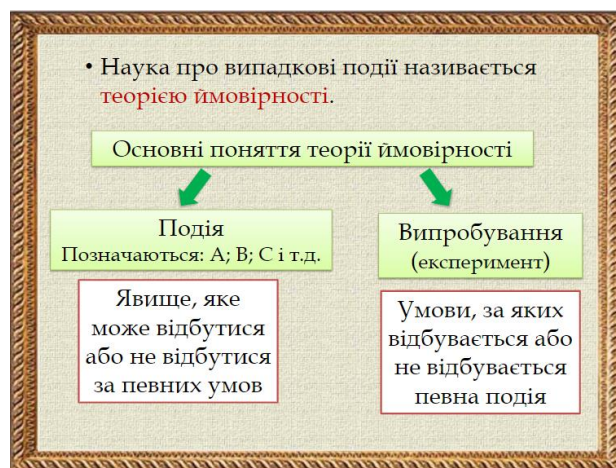 • Наука про випадкові події називається
теорією ймовірності.
Основні поняття теорії ймовірності
Подія
Позначаються: А; В; С і т.д.
Явище, яке
може відбутися
або не відбутися
за певних умов
Випробування
(експеримент)
Умови, за яких
відбувається або
не відбувається
певна подія